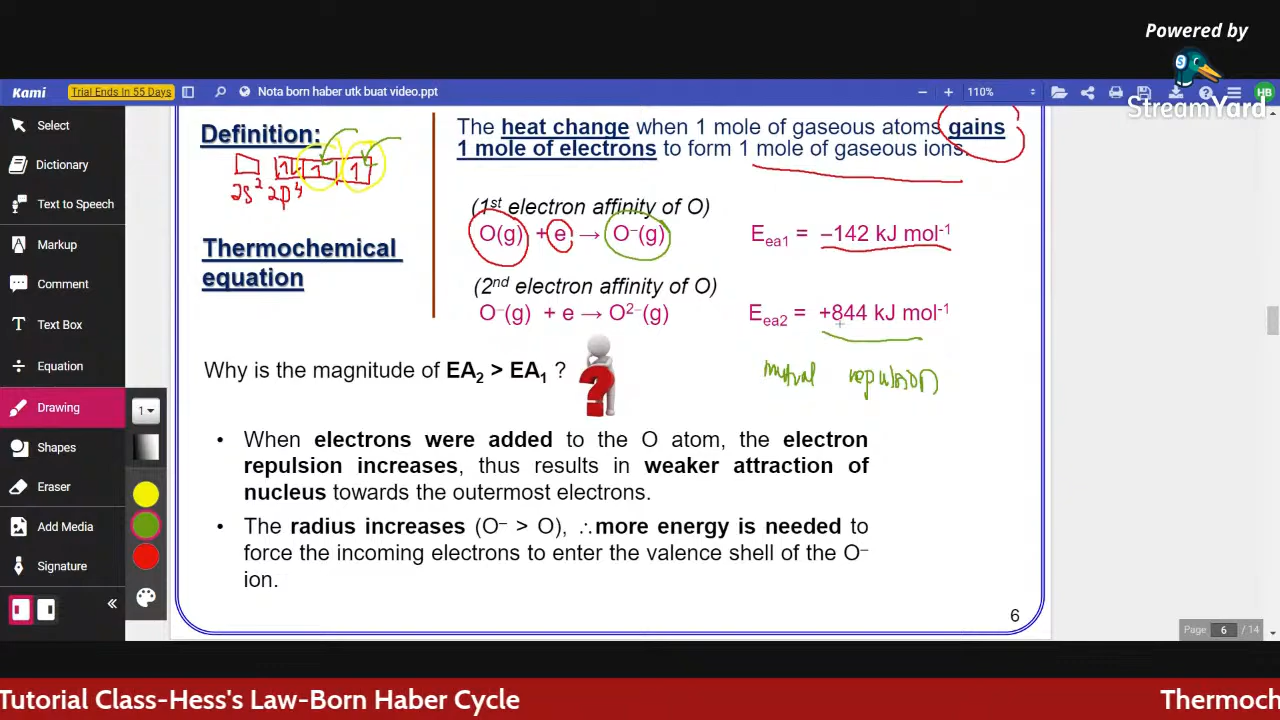 Powered by
StreamYard
Kami
Trial Ends In 55 Days
Nota born haber utk buat video.ppt
110%
HB
Select
Dictionary
Text to Speech
Markup
Comment
Text Box
Equation
Drawing
1
Shapes
Eraser
Add Media
Signature
Definition:
2s² 2p⁴
The heat change when 1 mole of gaseous atoms gains
1 mole of electrons to form 1 mole of gaseous ions.
Thermochemical
equation
(1st electron affinity of O)
O(g) + e → O⁻(g) Eea1 = –142 kJ mol-1
(2nd electron affinity of O)
O⁻(g) + e → O²⁻(g) Eea2 = +844 kJ mol-1
mutual repulsion
Why is the magnitude of EA₂ > EA₁ ?
• When electrons were added to the O atom, the electron
repulsion increases, thus results in weaker attraction of
nucleus towards the outermost electrons.
• The radius increases (O⁻ > O), ∴more energy is needed to
force the incoming electrons to enter the valence shell of the O⁻
ion.
6
Page 6 / 14
Tutorial Class-Hess's Law-Born Haber Cycle
Thermoch